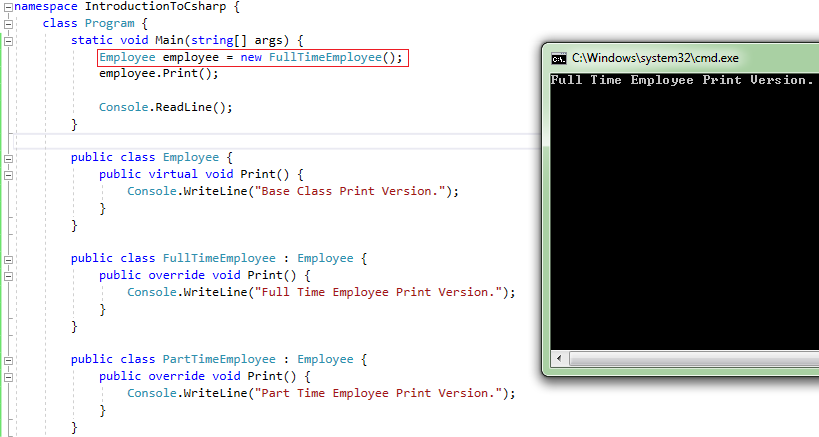 namespace IntroductionToCsharp {
class Program {
static void Main(string[] args) {
Employee employee = new FullTimeEmployee();
employee.Print();
Console.ReadLine();
}
public class Employee {
public virtual void Print() {
Console.WriteLine("Base Class Print Version.");
}
}
public class FullTimeEmployee : Employee {
public override void Print() {
Console.WriteLine("Full Time Employee Print Version.");
}
}
public class PartTimeEmployee : Employee {
public override void Print() {
Console.WriteLine("Part Time Employee Print Version.");
}
}
C:\Windows\system32\cmd.exe
Full Time Employee Print Version.